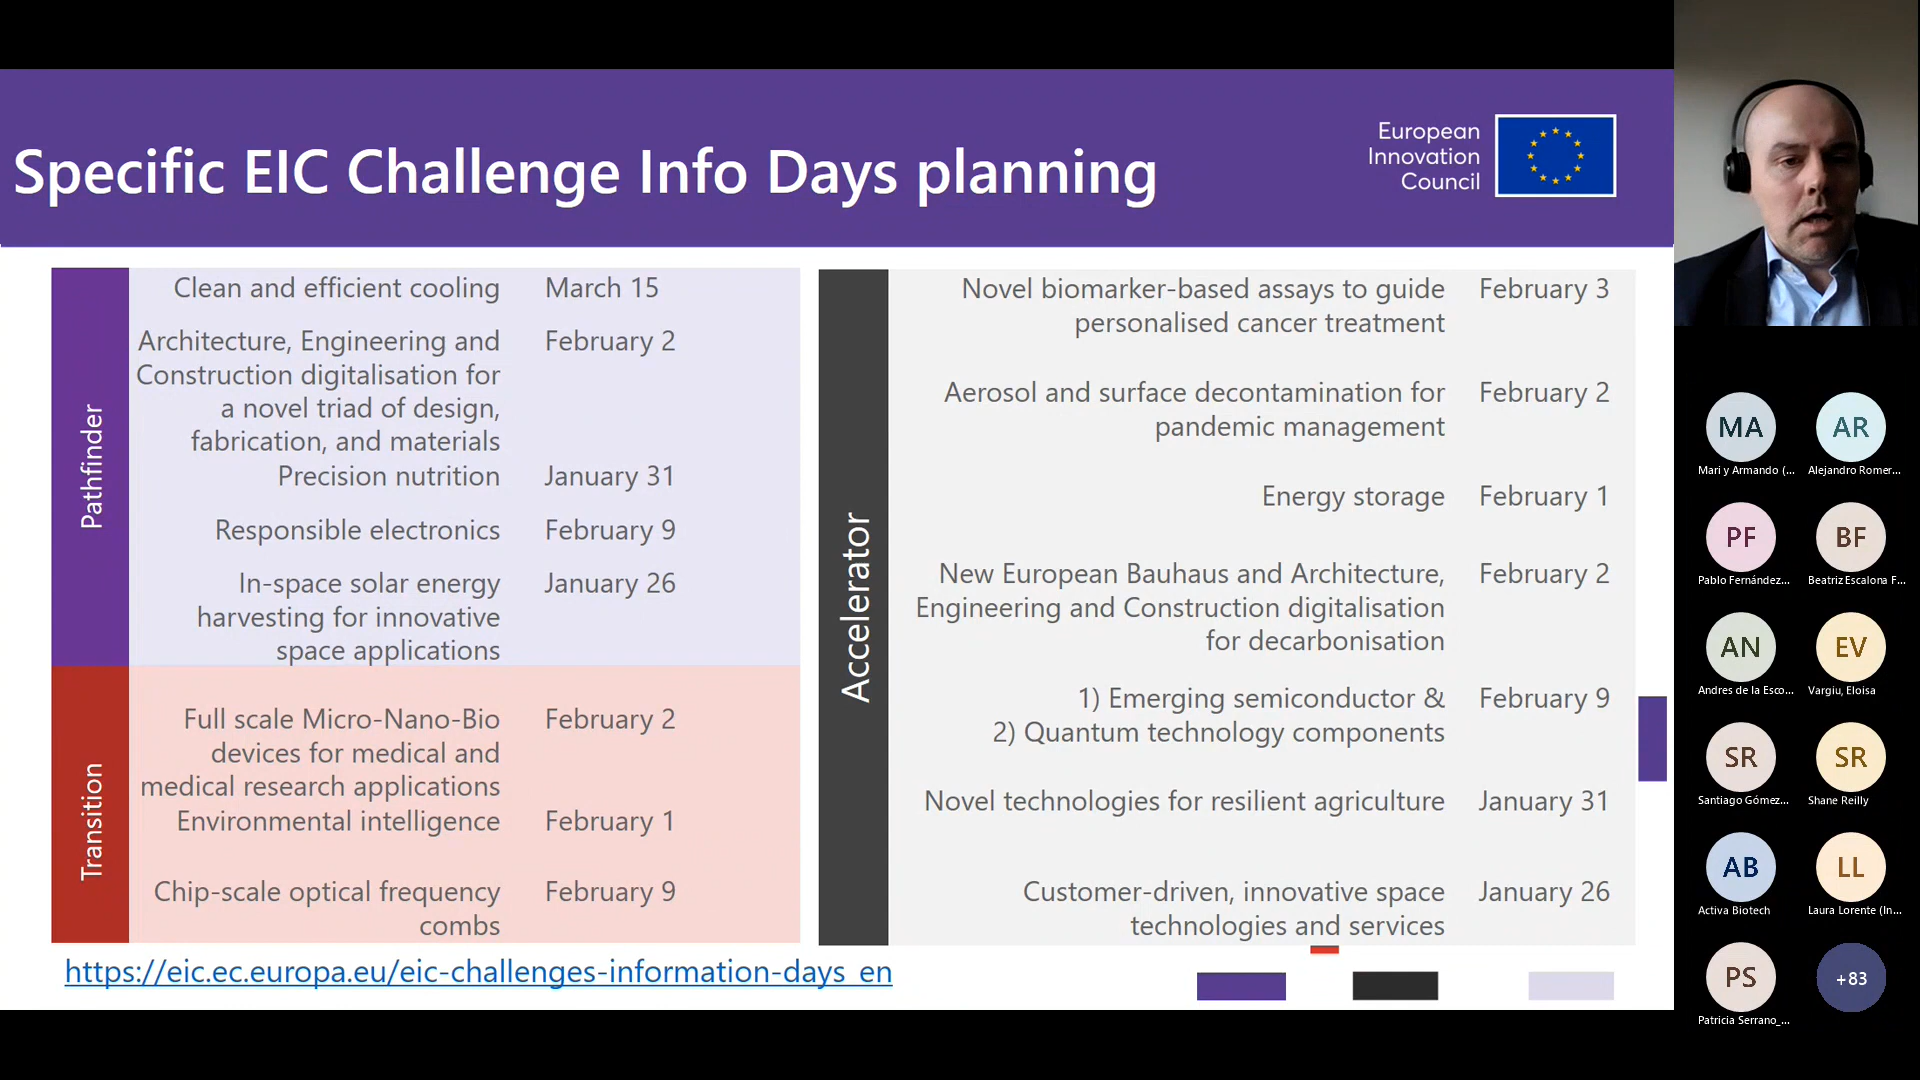 Specific EIC Challenge Info Days planning
European
Innovation
Council
Pathfinder
Clean and efficient cooling March 15
Architecture, Engineering and February 2
Construction digitalisation for
a novel triad of design,
fabrication, and materials
Precision nutrition January 31
Responsible electronics February 9
In-space solar energy January 26
harvesting for innovative
space applications
Transition
Full scale Micro-Nano-Bio February 2
devices for medical and
medical research applications
Environmental intelligence February 1
Chip-scale optical frequency February 9
combs
Accelerator
Novel biomarker-based assays to guide February 3
personalised cancer treatment
Aerosol and surface decontamination for February 2
pandemic management
Energy storage February 1
New European Bauhaus and Architecture, February 2
Engineering and Construction digitalisation
for decarbonisation
1) Emerging semiconductor & February 9
2) Quantum technology components
Novel technologies for resilient agriculture January 31
Customer-driven, innovative space January 26
technologies and services
https://eic.ec.europa.eu/eic-challenges-information-days_en
MA AR
Mari y Armando (... Alejandro Romer...
PF BF
Pablo Fernández... Beatriz Escalona F...
AN EV
Andres de la Esco... Vargiu, Eloisa
SR SR
Santiago Gómez... Shane Reilly
AB LL
Activa Biotech Laura Lorente (In...
PS +83
Patricia Serrano_...